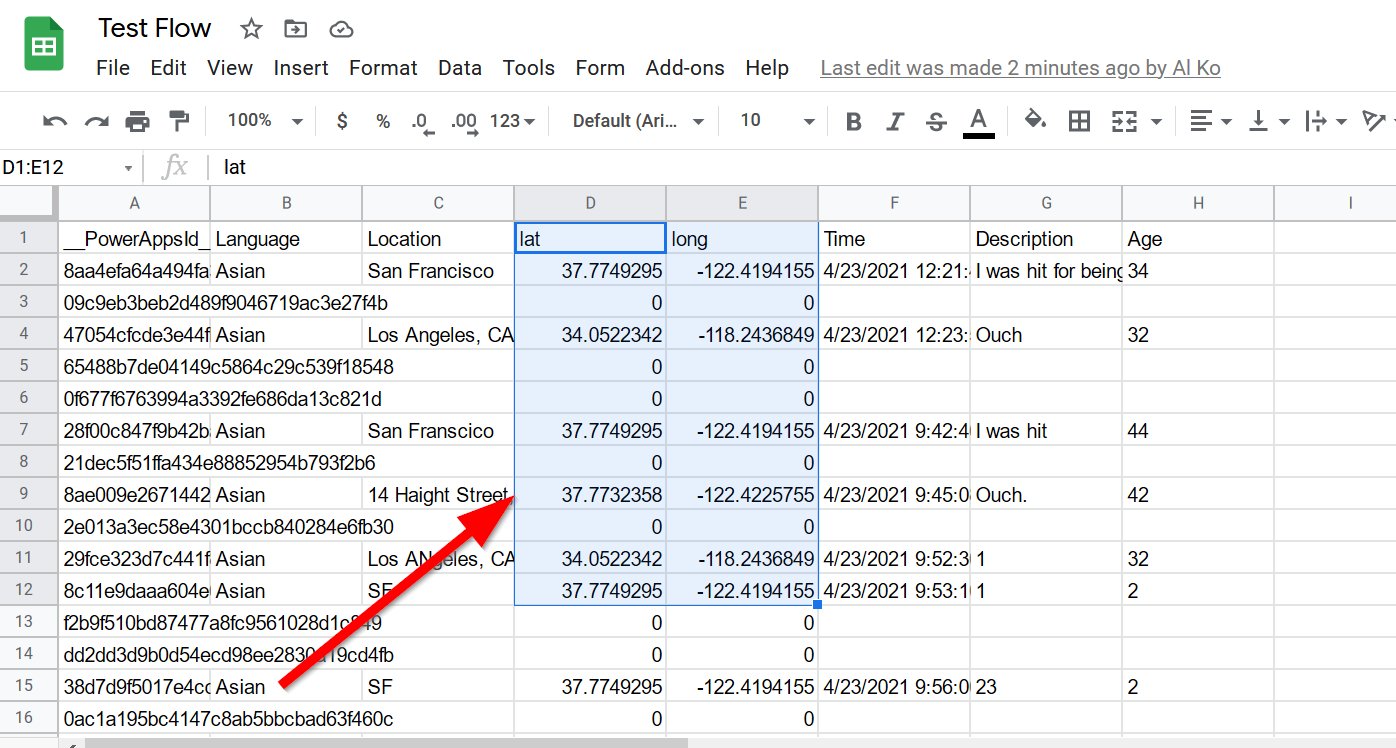 Test Flow
File Edit View Insert Format Data Tools Form Add-ons Help Last edit was made 2 minutes ago by Al Ko
100% $ % .0 .00 123 Default (Ari... 10 B I S A
D1:E12 fx lat
A B C D E F G H I
1 __PowerAppsId_ Language Location lat long Time Description Age
2 8aa4efa64a494fa Asian San Francisco 37.7749295 -122.4194155 4/23/2021 12:21: I was hit for being 34
3 09c9eb3beb2d489f9046719ac3e27f4b 0 0
4 47054cfcde3e44f Asian Los Angeles, CA 34.0522342 -118.2436849 4/23/2021 12:23: Ouch 32
5 65488b7de04149c5864c29c539f18548 0 0
6 0f677f6763994a3392fe686da13c821d 0 0
7 28f00c847f9b42b Asian San Franscico 37.7749295 -122.4194155 4/23/2021 9:42:4 I was hit 44
8 21dec5f51ffa434e88852954b793f2b6 0 0
9 8ae009e2671442 Asian 14 Haight Street, 37.7732358 -122.4225755 4/23/2021 9:45:0 Ouch. 42
10 2e013a3ec58e4301bccb840284e6fb30 0 0
11 29fce323d7c441f Asian Los ANgeles, CA 34.0522342 -118.2436849 4/23/2021 9:52:3 1 32
12 8c11e9daaa604e Asian SF 37.7749295 -122.4194155 4/23/2021 9:53:1 1 2
13 0 0
14 0 0
15 38d7d9f5017e4cc Asian SF 37.7749295 -122.4194155 4/23/2021 9:56:0 23 2
16 0ac1a195bc4147c8ab5bbcbad63f460c 0 0